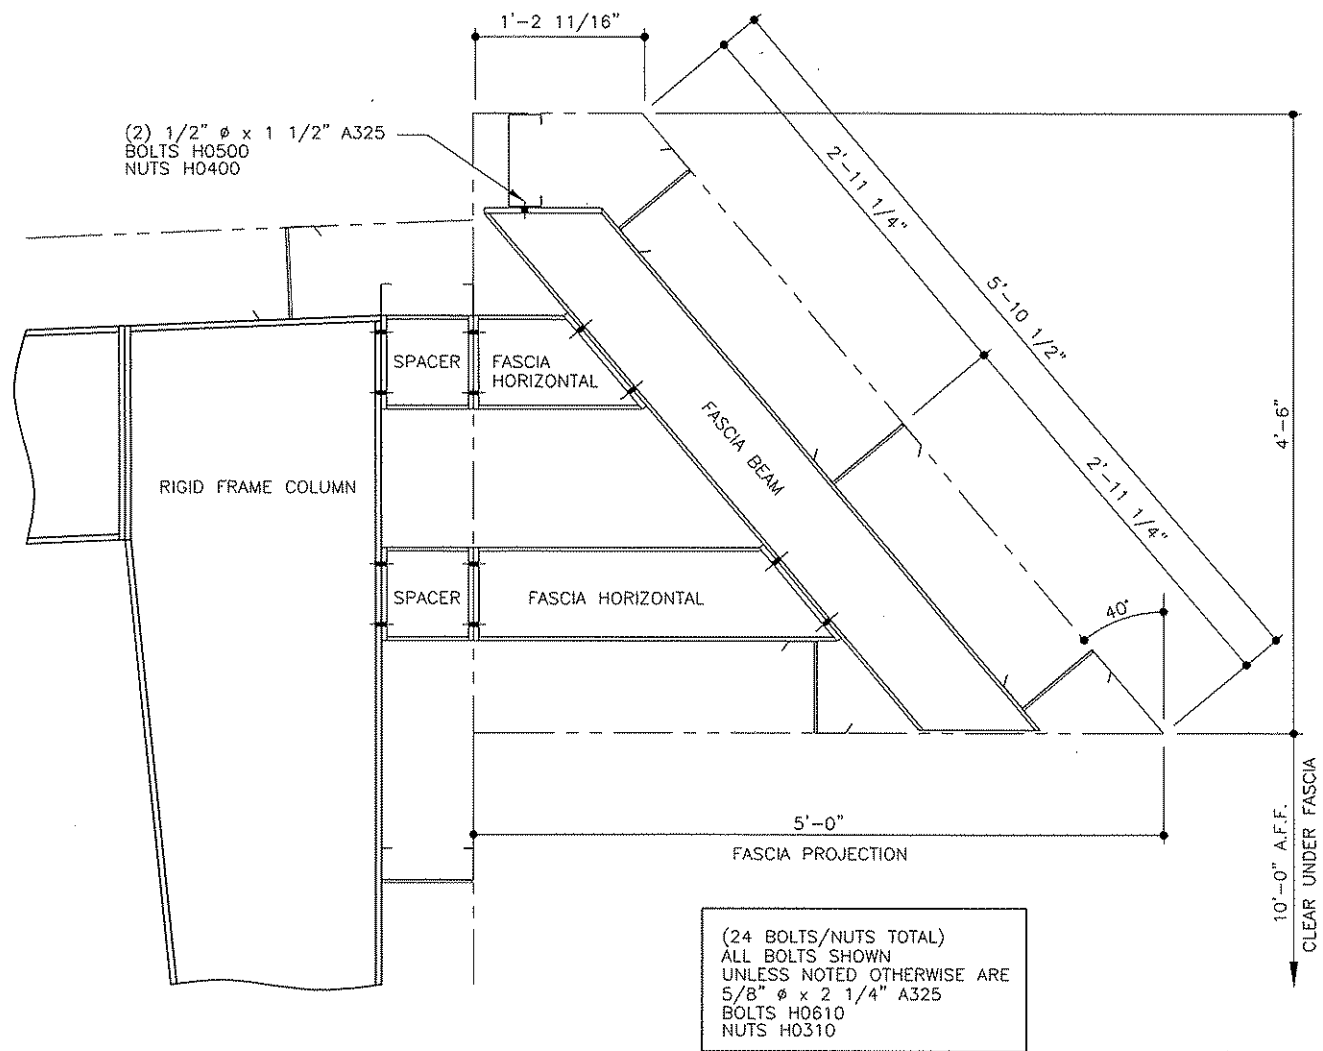 1'-2 11/16"
(2) 1/2" ø x 1 1/2" A325
BOLTS H0500
NUTS H0400
2'-11 1/4"
5'-10 1/2"
4'-6"
SPACER
FASCIA
HORIZONTAL
FASCIA BEAM
RIGID FRAME COLUMN
2'-11 1/4"
SPACER
FASCIA HORIZONTAL
40°
5'-0"
FASCIA PROJECTION
10'-0" A.F.F.
CLEAR UNDER FASCIA
(24 BOLTS/NUTS TOTAL)
ALL BOLTS SHOWN
UNLESS NOTED OTHERWISE ARE
5/8" ø x 2 1/4" A325
BOLTS H0610
NUTS H0310